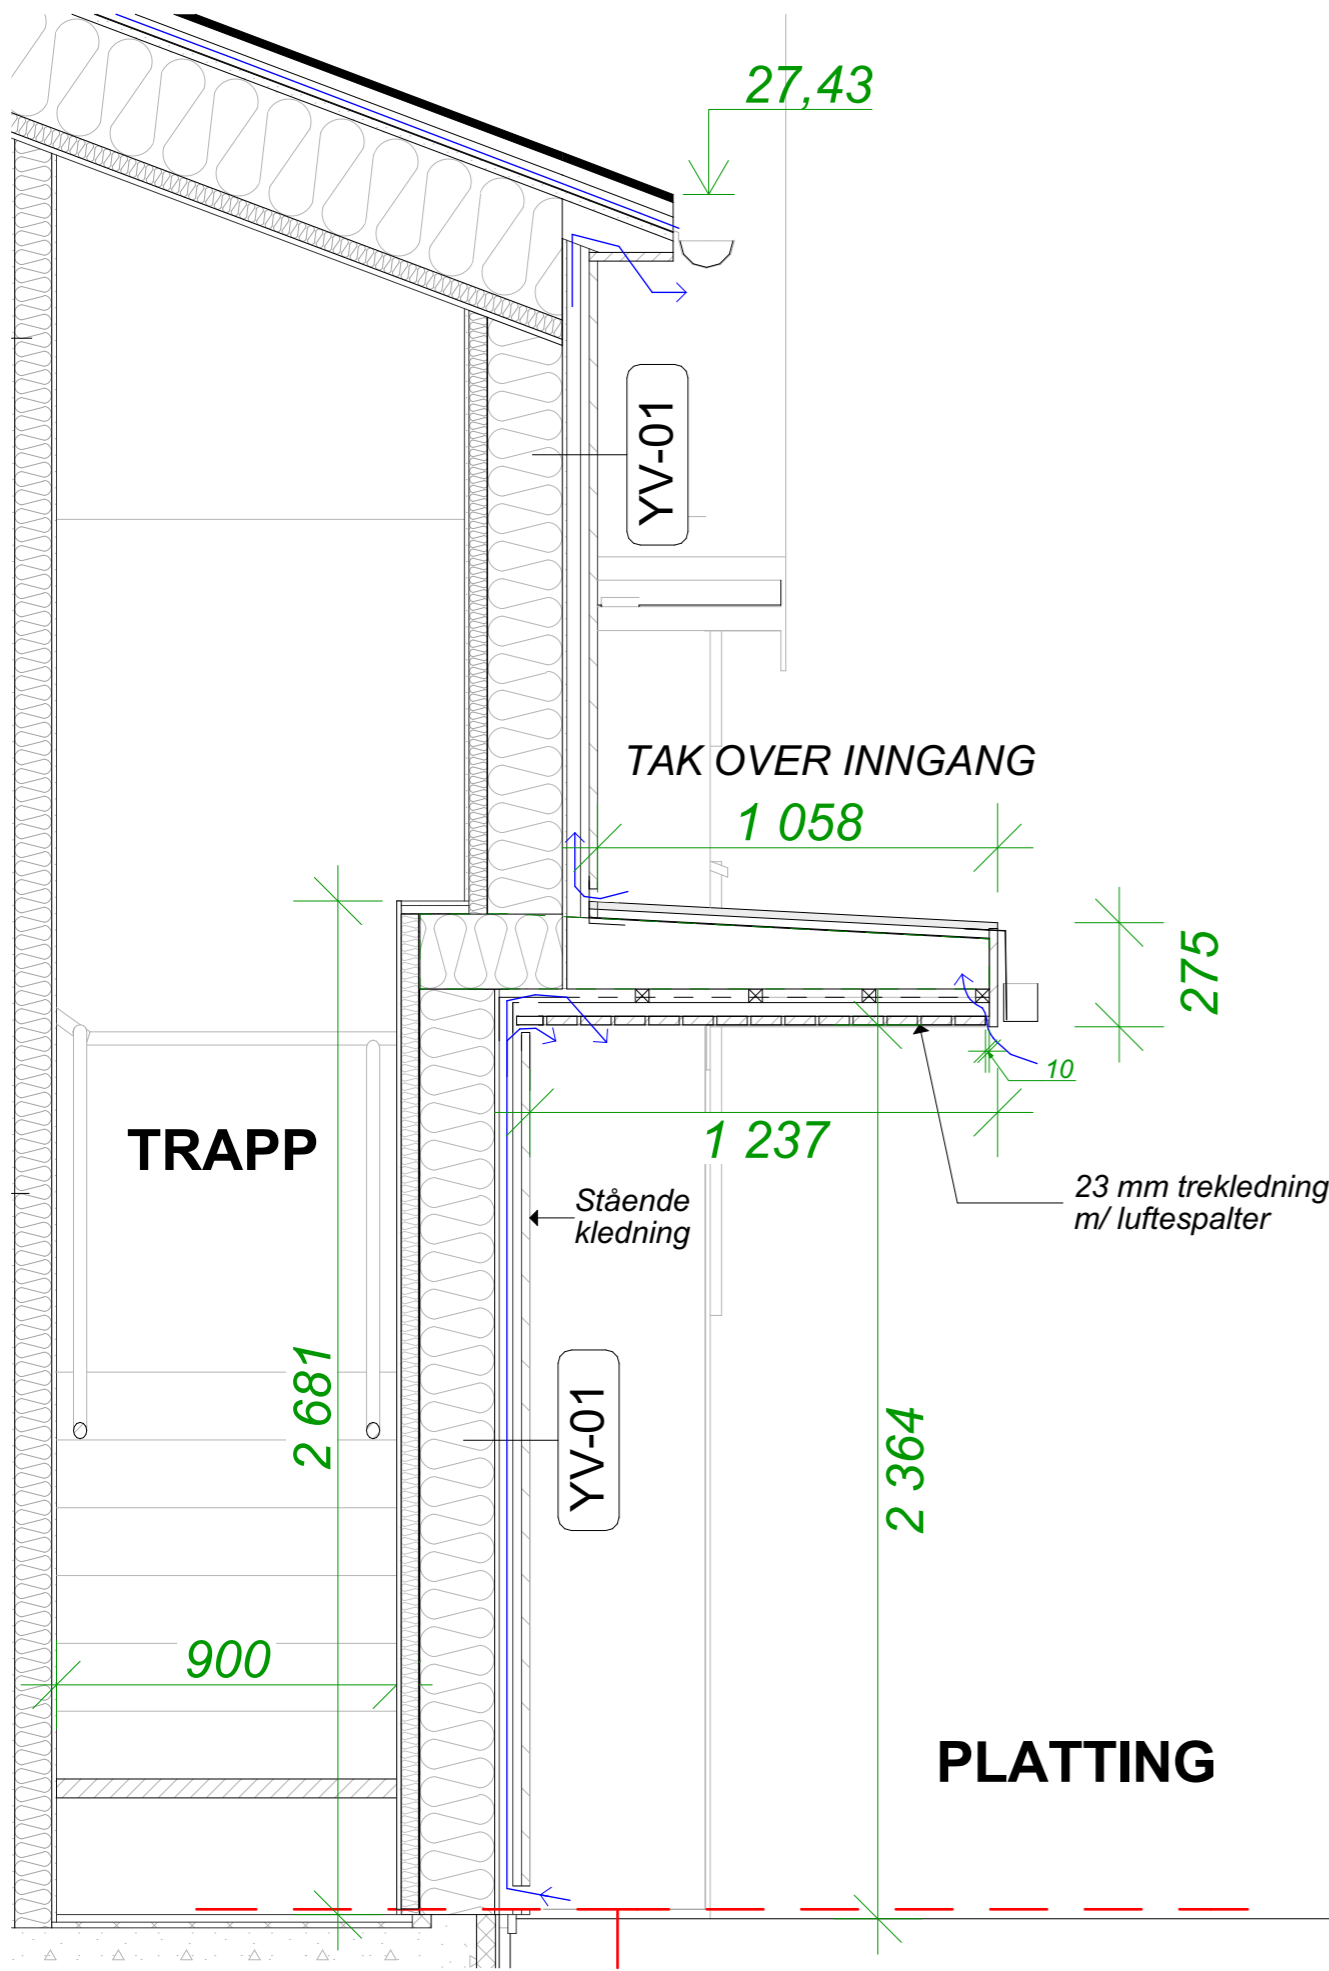 27,43
YV-01
TAK OVER INNGANG
1 058
275
10
1 237
TRAPP
Stående
kledning
23 mm trekledning
m/ luftespalter
2 681
YV-01
2 364
900
PLATTING